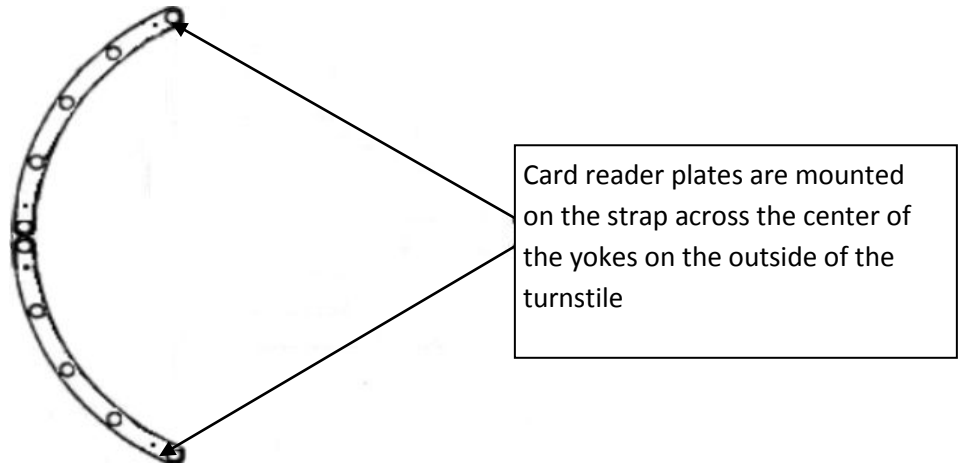 Card reader plates are mounted
on the strap across the center of
the yokes on the outside of the
turnstile